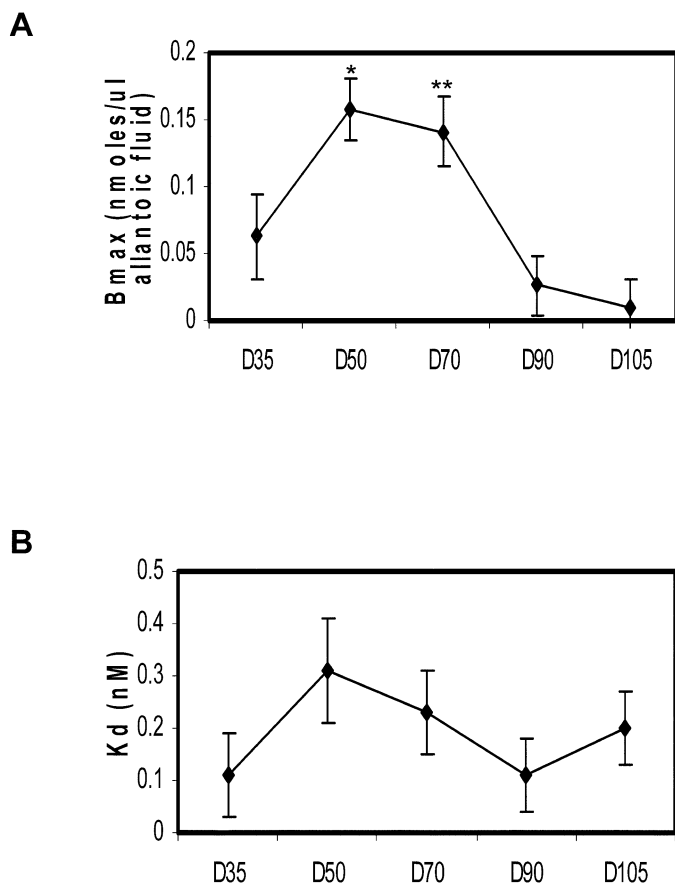 A
Bmax (nmoles/ul
allantoic fluid)
0.2
0.15
0.1
0.05
0
*
**
D35 D50 D70 D90 D105
B
Kd (nM)
0.5
0.4
0.3
0.2
0.1
0
D35 D50 D70 D90 D105